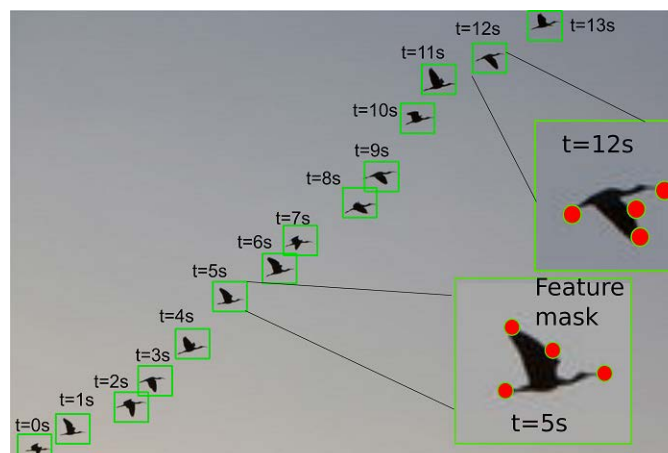 t=12s
t=13s
t=11s
t=10s
t=9s
t=8s
t=7s
t=6s
t=5s
t=4s
t=3s
t=2s
t=1s
t=0s
t=12s
Feature
mask
t=5s